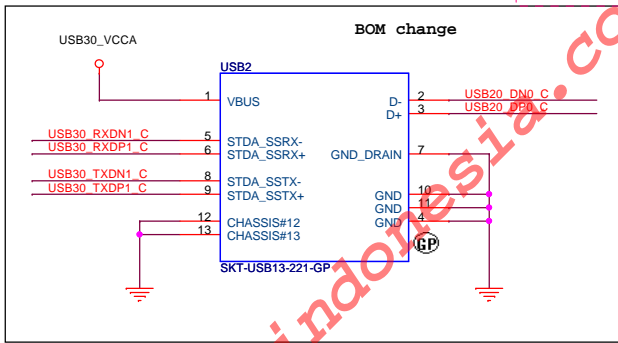 BOM change
USB30_VCCA
USB2
1 VBUS
D- 2 USB20_DN0_C
D+ 3 USB20_DP0_C
USB30_RXDN1_C 5 STDA_SSRX-
USB30_RXDP1_C 6 STDA_SSRX+
GND_DRAIN 7
USB30_TXDN1_C 8 STDA_SSTX-
USB30_TXDP1_C 9 STDA_SSTX+
GND 10
GND 11
GND 4
12 CHASSIS#12
13 CHASSIS#13
GP
SKT-USB13-221-GP
indonesia.co